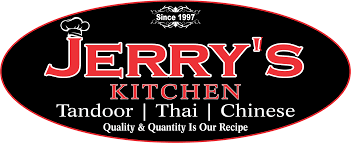 Since 1997
JERRY'S
KITCHEN
Tandoor | Thai | Chinese
Quality & Quantity Is Our Recipe